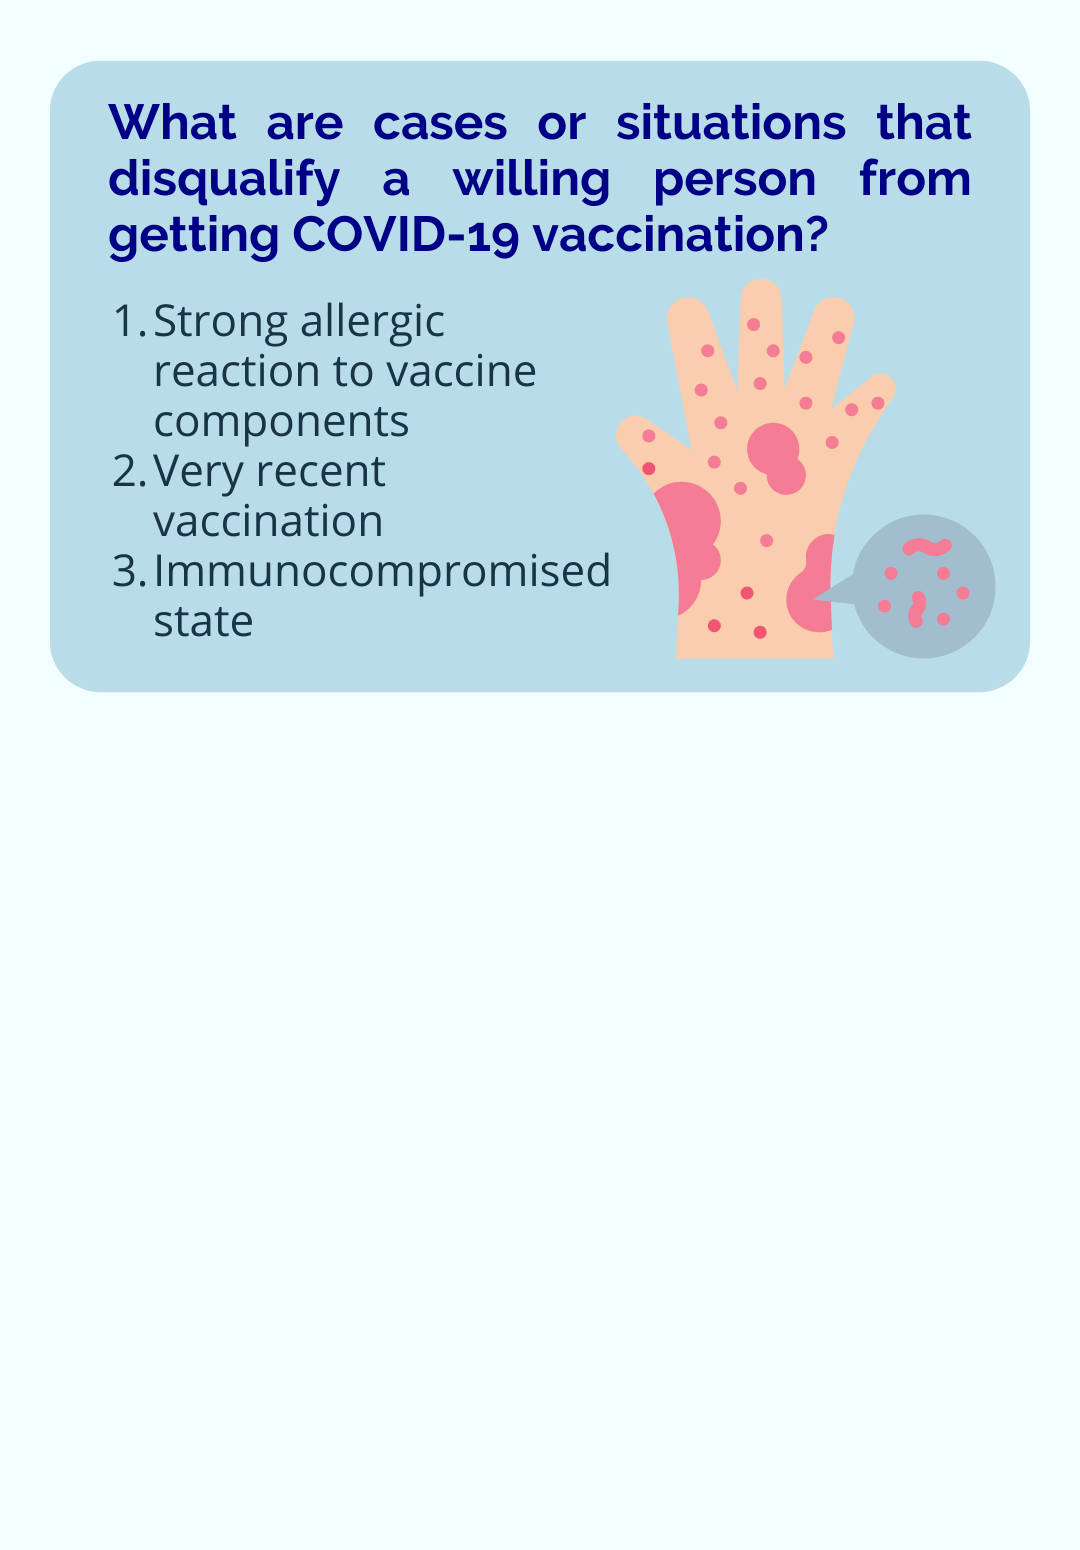 What are cases or situations that
disqualify a willing person from
getting COVID-19 vaccination?
1. Strong allergic
reaction to vaccine
components
2. Very recent
vaccination
3. Immunocompromised
state